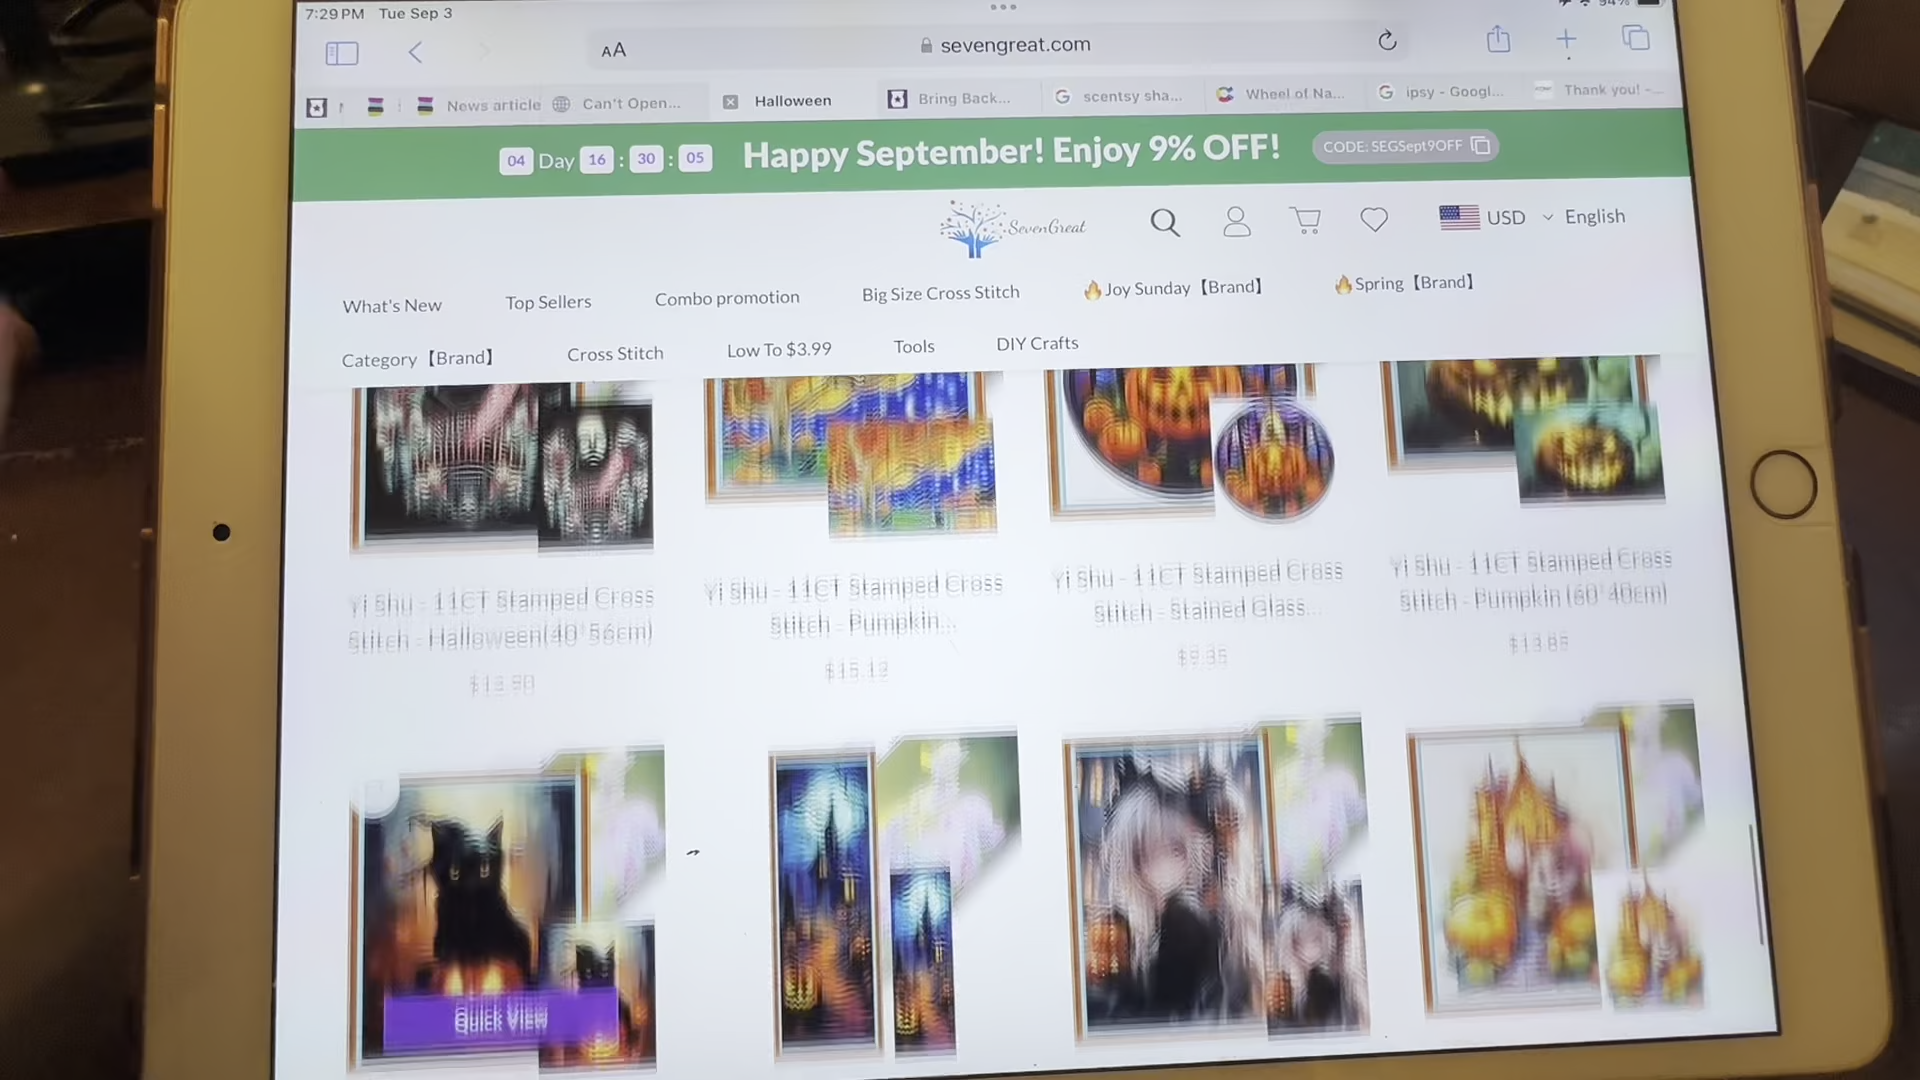 7:29 PM Tue Sep 3
94%
AA sevengreat.com
News article Can't Open... Halloween Bring Back... scentsy sha... Wheel of Na... ipsy - Googl... Thank you! -...
04 Day 16 : 30 : 05 Happy September! Enjoy 9% OFF! CODE: SEGSept9OFF
SevenGreat USD English
What's New Top Sellers Combo promotion Big Size Cross Stitch 🔥Joy Sunday【Brand】 🔥Spring【Brand】
Category【Brand】 Cross Stitch Low To $3.99 Tools DIY Crafts
Yi Shu - 11CT Stamped Cross
Stitch - Halloween(40*56cm)
Yi Shu - 11CT Stamped Cross
Stitch - Pumpkin...
Yi Shu - 11CT Stamped Cross
Stitch - Stained Glass...
$9.35
Yi Shu - 11CT Stamped Cross
Stitch - Pumpkin (60*40cm)
QUICK VIEW